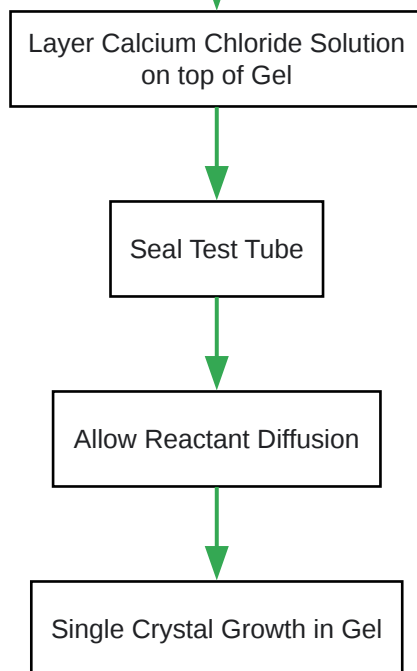 Layer Calcium Chloride Solution
on top of Gel
Seal Test Tube
Allow Reactant Diffusion
Single Crystal Growth in Gel